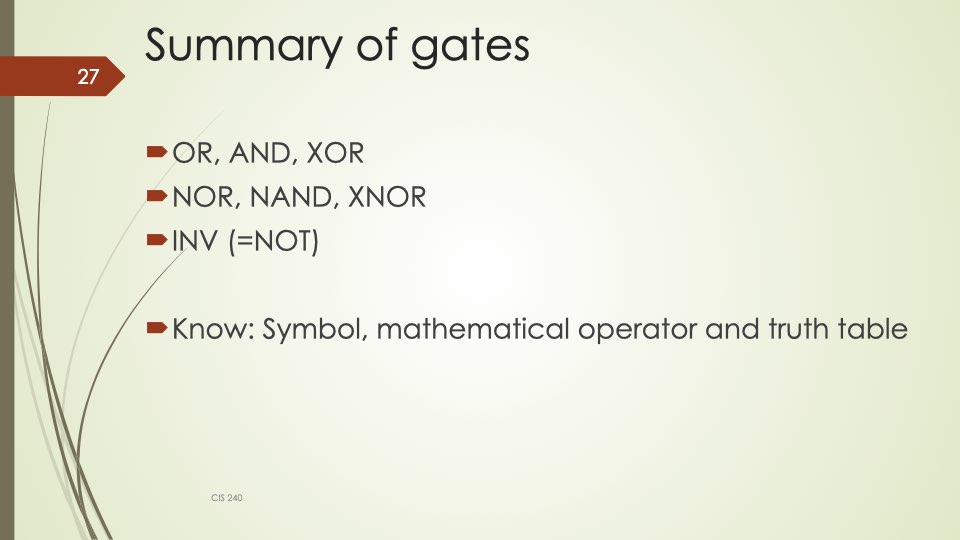 Summary of gates
27
OR, AND, XOR
NOR, NAND, XNOR
INV (=NOT)
Know: Symbol, mathematical operator and truth table
CIS 240